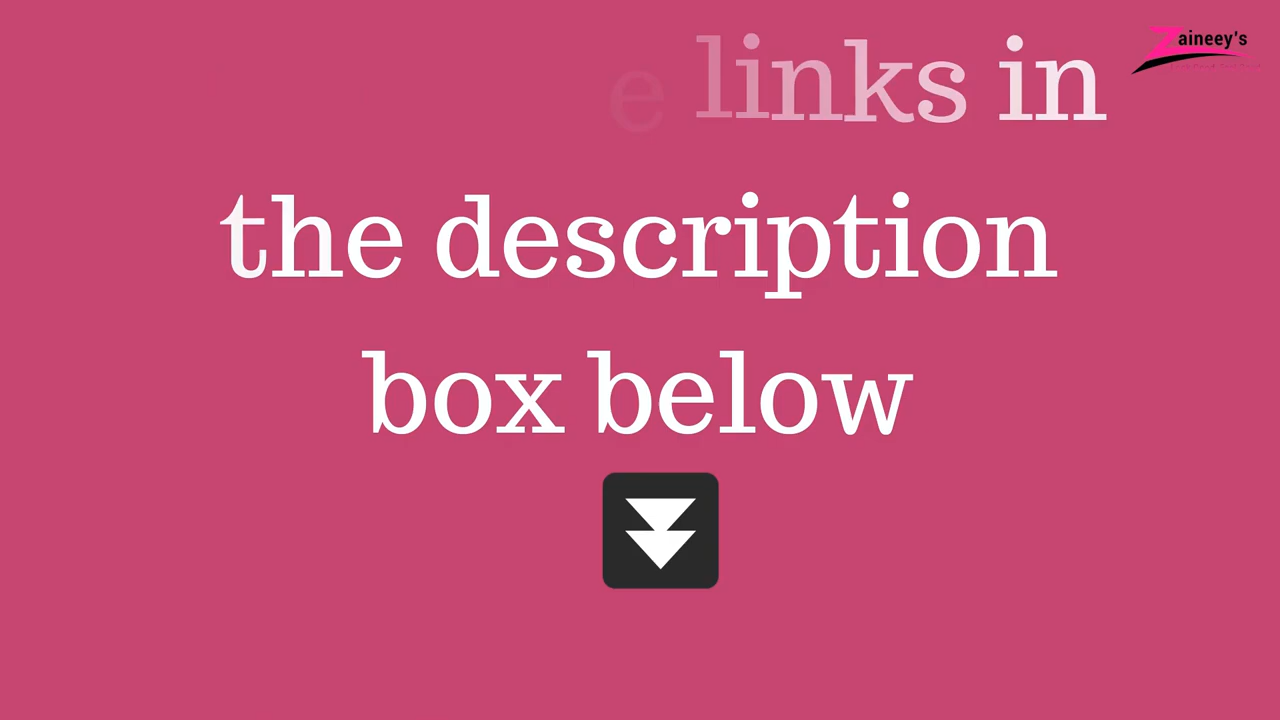 Zaineey's
e links in
the description
box below